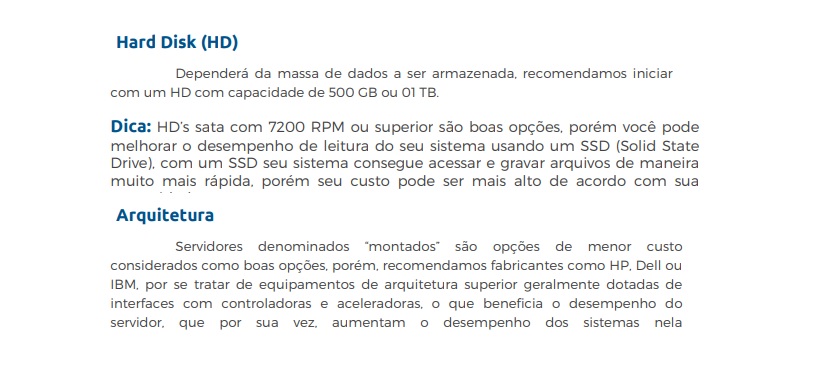 Hard Disk (HD)
Dependerá da massa de dados a ser armazenada, recomendamos iniciar
com um HD com capacidade de 500 GB ou 01 TB.
Dica: HD's sata com 7200 RPM ou superior são boas opções, porém você pode
melhorar o desempenho de leitura do seu sistema usando um SSD (Solid State
Drive), com um SSD seu sistema consegue acessar e gravar arquivos de maneira
muito mais rápida, porém seu custo pode ser mais alto de acordo com sua
Arquitetura
Servidores denominados "montados" são opções de menor custo
considerados como boas opções, porém, recomendamos fabricantes como HP, Dell ou
IBM, por se tratar de equipamentos de arquitetura superior geralmente dotadas de
interfaces com controladoras e aceleradoras, o que beneficia o desempenho do
servidor, que por sua vez, aumentam o desempenho dos sistemas nela